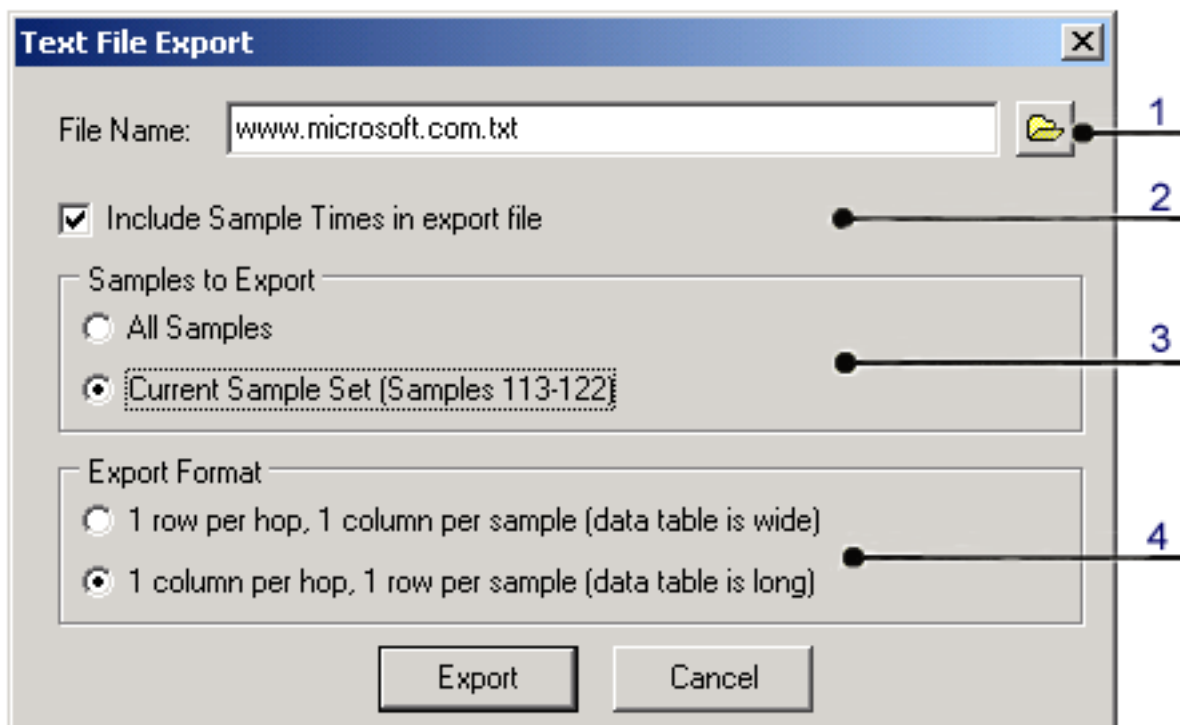 Text File Export
File Name: www.microsoft.com.txt
1
Include Sample Times in export file
2
Samples to Export
All Samples
3
Current Sample Set (Samples 113-122)
Export Format
1 row per hop, 1 column per sample (data table is wide)
4
1 column per hop, 1 row per sample (data table is long)
Export Cancel